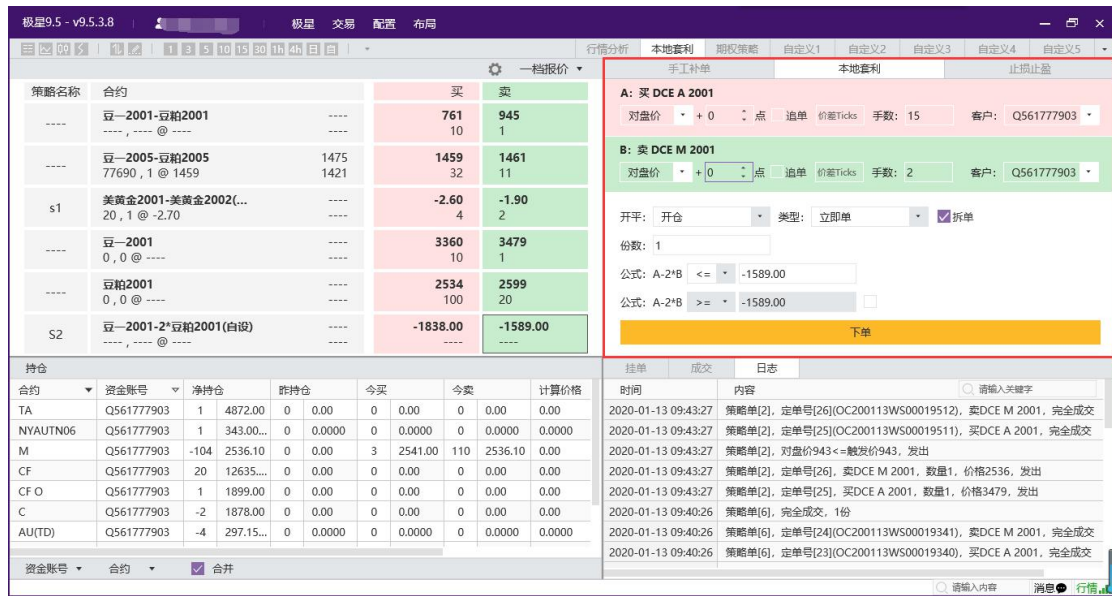 极星9.5 - v9.5.3.8 极星 交易 配置 布局
1 3 5 10 15 30 1h 4h 日 自 行情分析 本地套利 期权策略 自定义1 自定义2 自定义3 自定义4 自定义5
一档报价
策略名称 合约 买 卖
---- 豆一2001-豆粕2001 ---- 761 945
---- , ---- @ ---- ---- 10 1
---- 豆一2005-豆粕2005 1475 1459 1461
77690 , 1 @ 1459 1421 32 11
s1 美黄金2001-美黄金2002(... ---- -2.60 -1.90
20 , 1 @ -2.70 ---- 4 2
---- 豆一2001 ---- 3360 3479
0 , 0 @ ---- ---- 10 1
---- 豆粕2001 ---- 2534 2599
0 , 0 @ ---- ---- 100 20
S2 豆一2001-2*豆粕2001(自设) ---- -1838.00 -1589.00
---- , ---- @ ---- ---- ---- ----
手工补单 本地套利 止损止盈
A: 买 DCE A 2001
对盘价 + 0 点 追单 价差Ticks 手数: 15 客户: Q561777903
B: 卖 DCE M 2001
对盘价 + 0 点 追单 价差Ticks 手数: 2 客户: Q561777903
开平: 开仓 类型: 立即单 拆单
份数: 1
公式: A-2*B <= -1589.00
公式: A-2*B >= -1589.00
下单
持仓
合约 资金账号 净持仓 昨持仓 今买 今卖 计算价格
TA Q561777903 1 4872.00 0 0.00 0 0.00 0 0.00 0.00
NYAUTN06 Q561777903 1 343.00... 0 0.0000 0 0.0000 0 0.0000 0.0000
M Q561777903 -104 2536.10 0 0.00 3 2541.00 110 2536.10 0.00
CF Q561777903 20 12635.... 0 0.00 0 0.00 0 0.00 0.00
CF O Q561777903 1 1899.00 0 0.00 0 0.00 0 0.00 0.00
C Q561777903 -2 1878.00 0 0.00 0 0.00 0 0.00 0.00
AU(TD) Q561777903 -4 297.15... 0 0.0000 0 0.0000 0 0.0000 0.0000
资金账号 合约 合并
挂单 成交 日志
时间 内容 请输入关键字
2020-01-13 09:43:27 策略单[2], 定单号[26](OC200113WS00019512), 卖DCE M 2001, 完全成交
2020-01-13 09:43:27 策略单[2], 定单号[25](OC200113WS00019511), 买DCE A 2001, 完全成交
2020-01-13 09:43:27 策略单[2], 对盘价943<=触发价943, 发出
2020-01-13 09:43:27 策略单[2], 定单号[26], 卖DCE M 2001, 数量1, 价格2536, 发出
2020-01-13 09:43:27 策略单[2], 定单号[25], 买DCE A 2001, 数量1, 价格3479, 发出
2020-01-13 09:40:26 策略单[6], 完全成交, 1份
2020-01-13 09:40:26 策略单[6], 定单号[24](OC200113WS00019341), 卖DCE M 2001, 完全成交
2020-01-13 09:40:26 策略单[6], 定单号[23](OC200113WS00019340), 买DCE A 2001, 完全成交
请输入内容 消息 行情